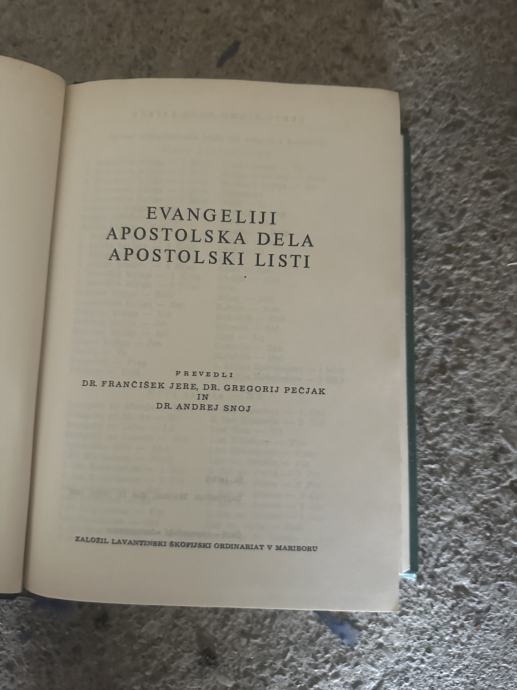 EVANGELIJI
APOSTOLSKA DELA
APOSTOLSKI LISTI
PREVEDLI
DR. FRANČIŠEK JERE, DR. GREGORIJ PEČJAK
IN
DR. ANDREJ SNOJ
ZALOŽIL LAVANTINSKI ŠKOFIJSKI ORDINARIAT V MARIBORU